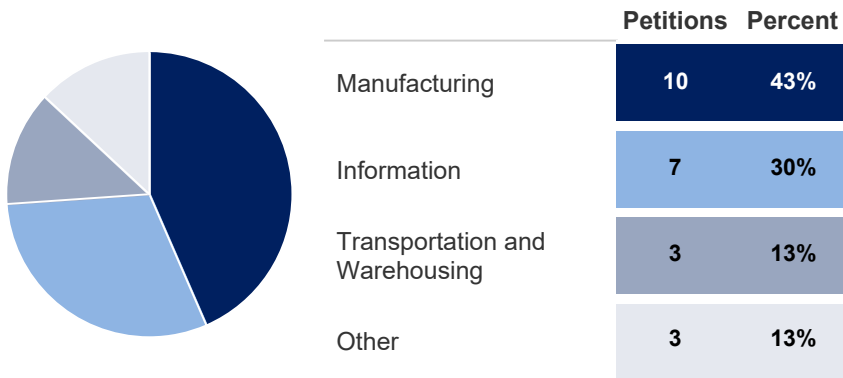 Petitions Percent
Manufacturing 10 43%
Information 7 30%
Transportation and
Warehousing 3 13%
Other 3 13%